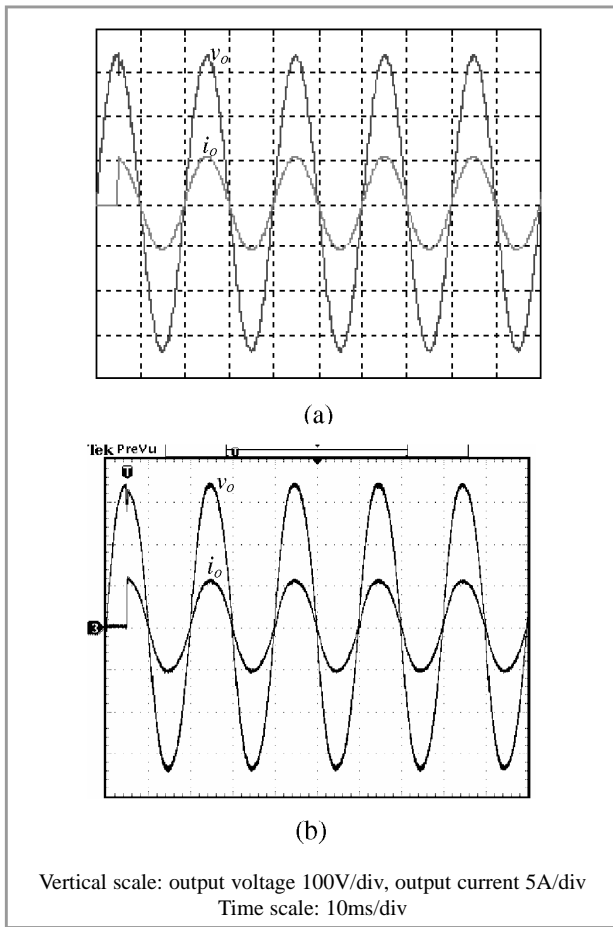 v_o
i_o
(a)
Tek PreVu
T
T
v_o
i_o
3
(b)
Vertical scale: output voltage 100V/div, output current 5A/div
Time scale: 10ms/div